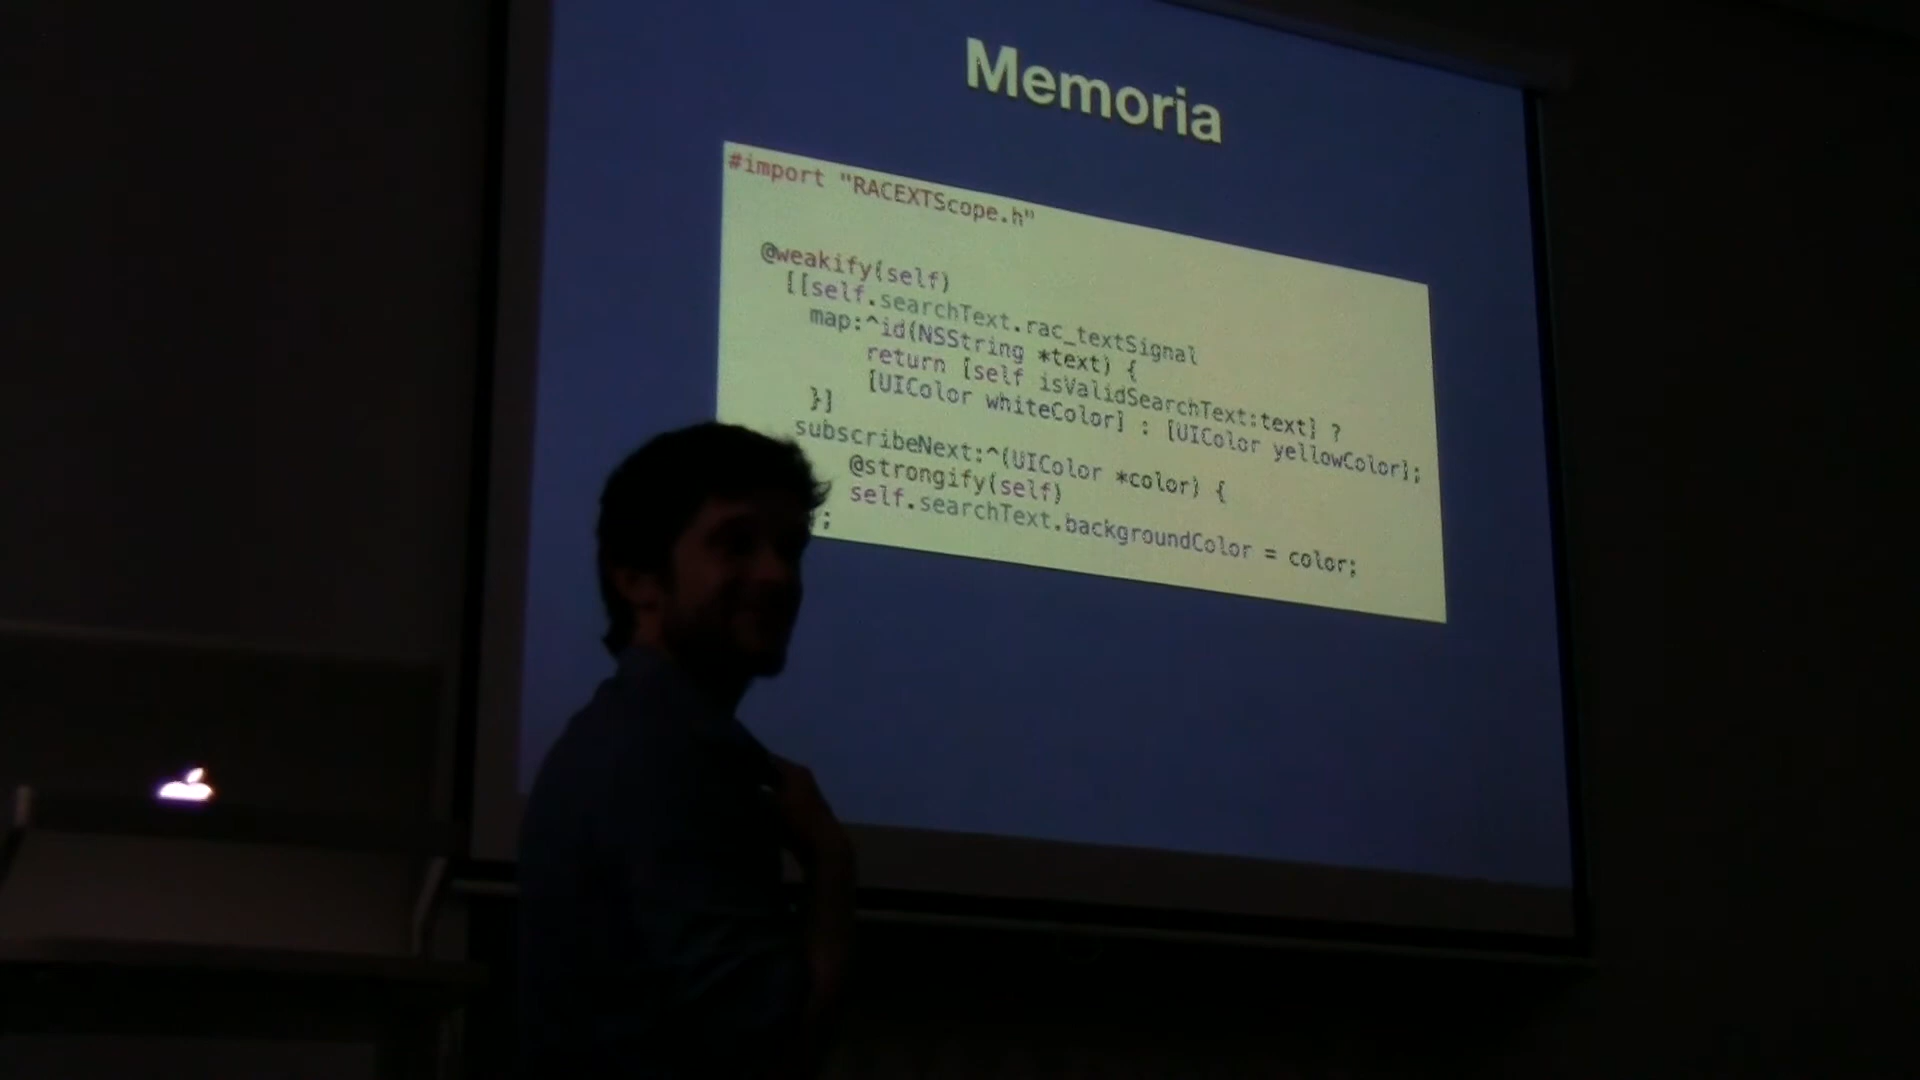 Memoria
#import "RACEXTScope.h"
@weakify(self)
[[self.searchText.rac_textSignal
map:^id(NSString *text) {
return [self isValidSearchText:text] ?
[UIColor whiteColor] : [UIColor yellowColor];
}]
subscribeNext:^(UIColor *color) {
@strongify(self)
self.searchText.backgroundColor = color;
;